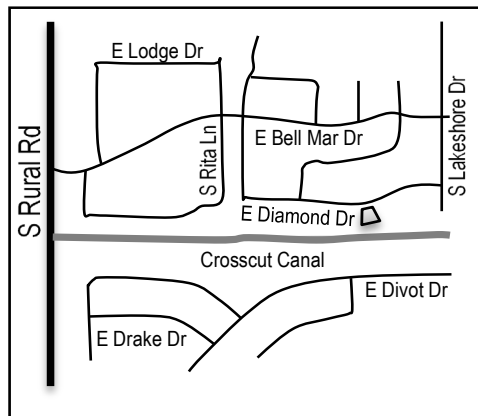 E Lodge Dr
S Rural Rd
S Rita Ln
E Bell Mar Dr
S Lakeshore Dr
E Diamond Dr
Crosscut Canal
E Divot Dr
E Drake Dr